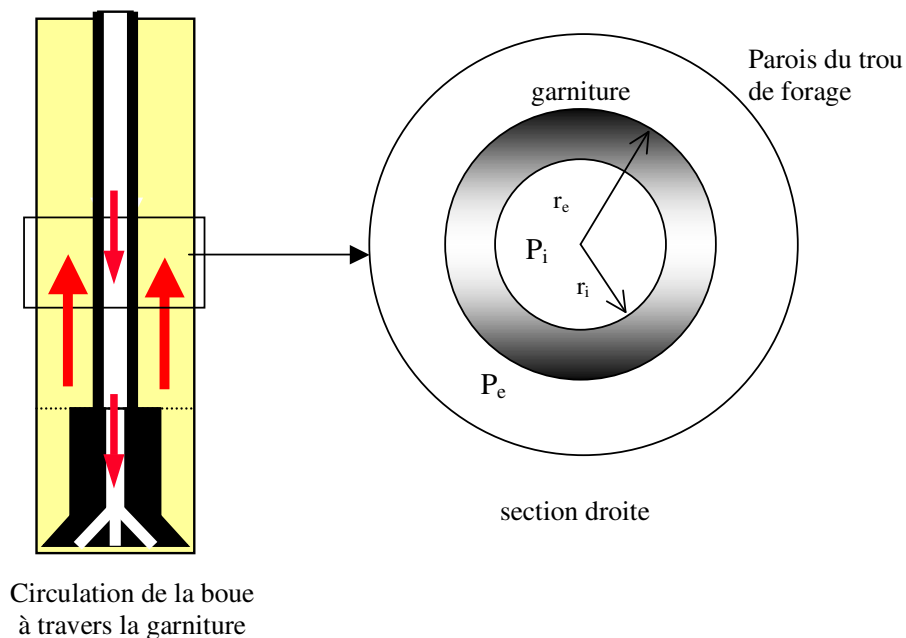 Parois du trou
de forage
garniture
rₑ
Pᵢ
rᵢ
Pₑ
section droite
Circulation de la boue
à travers la garniture